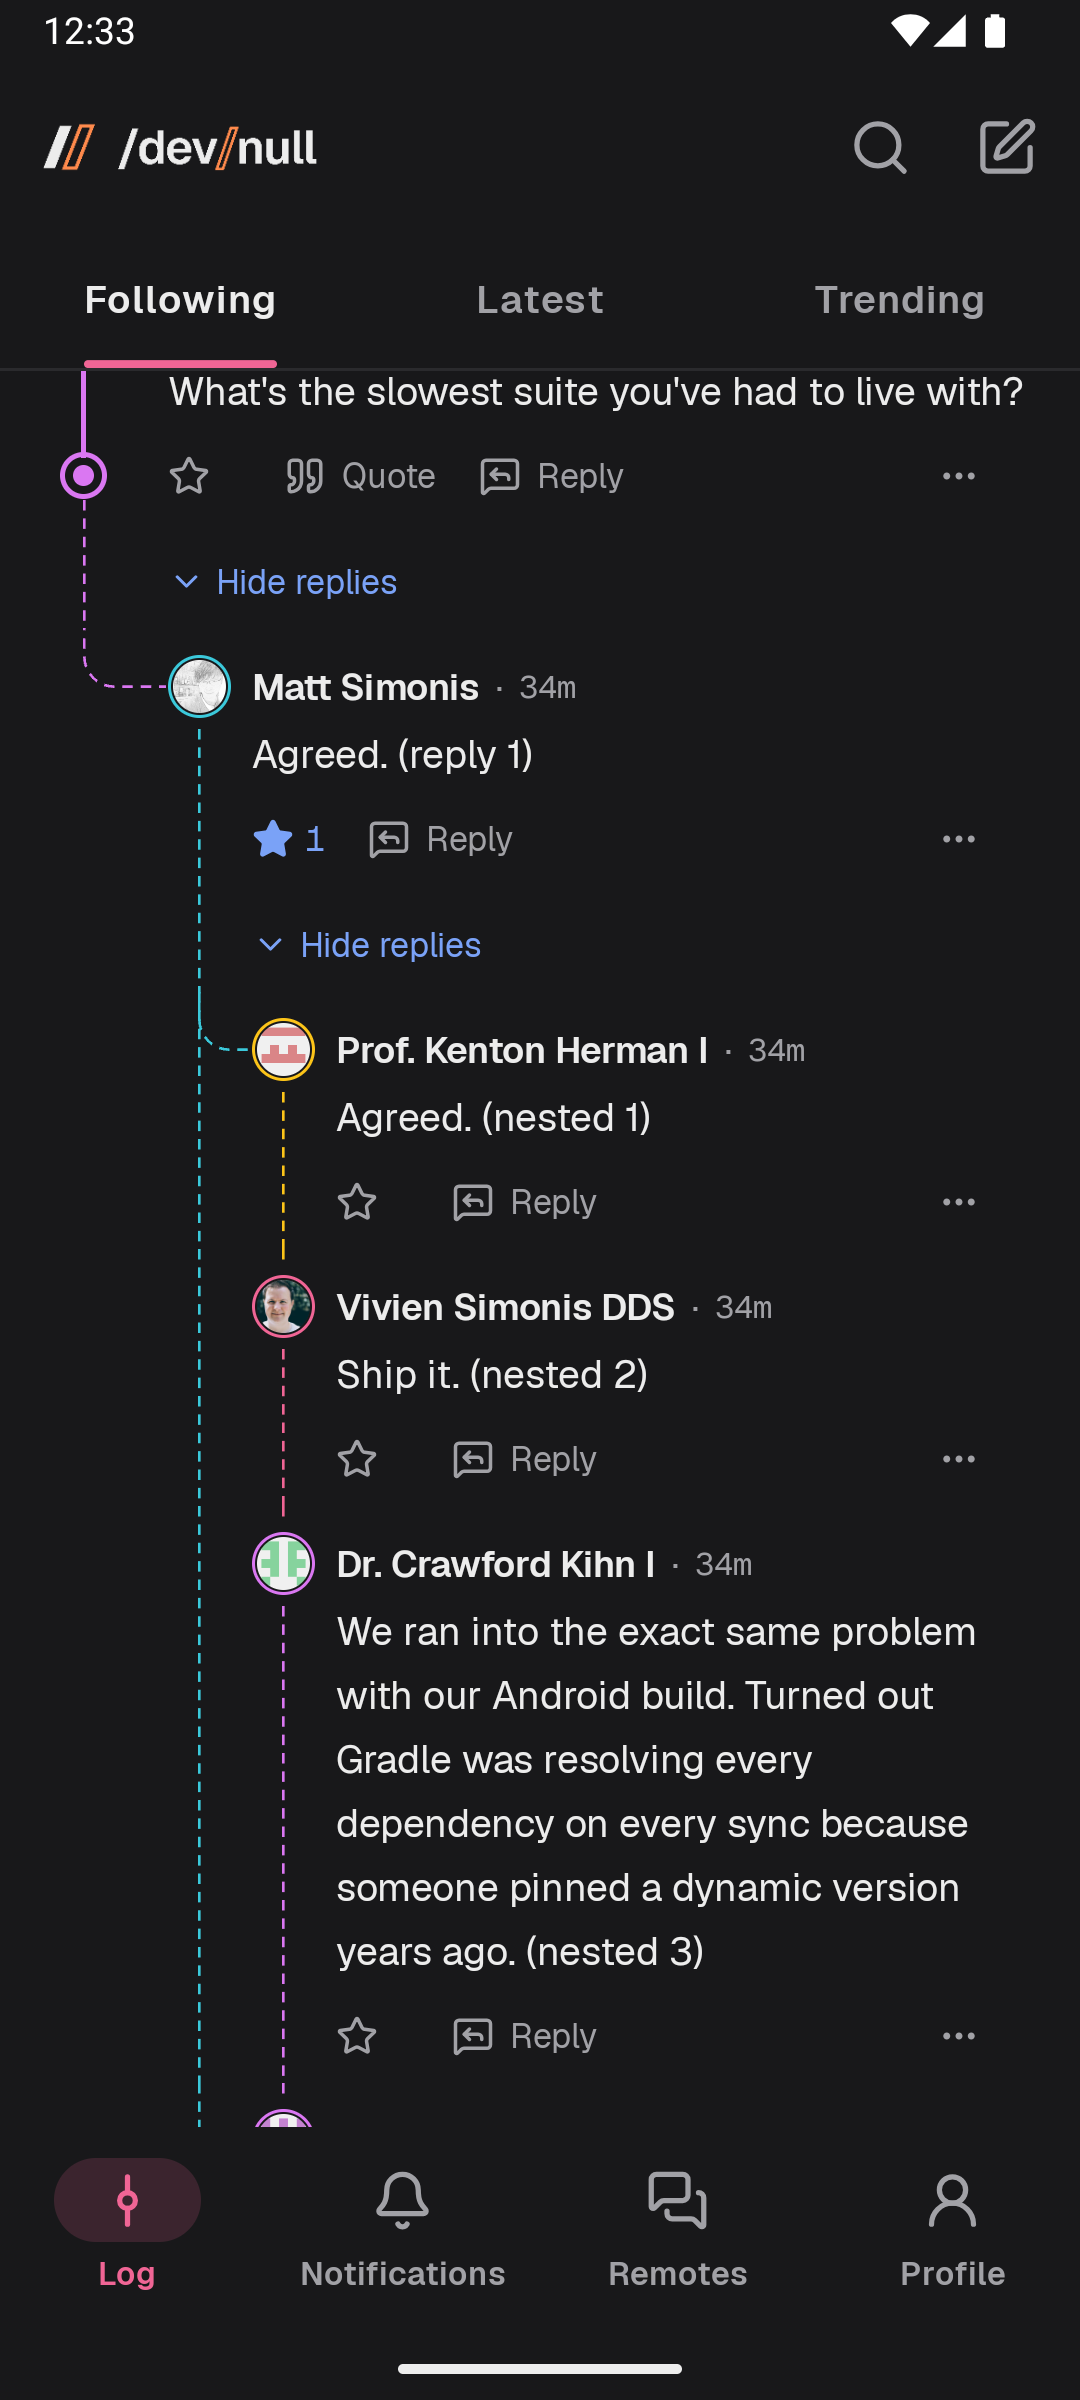 12:33
/dev/null
Following
Latest
Trending
What's the slowest suite you've had to live with?
Quote
Reply
Hide replies
Matt Simonis · 34m
Agreed. (reply 1)
1
Reply
Hide replies
Prof. Kenton Herman I · 34m
Agreed. (nested 1)
Reply
Vivien Simonis DDS · 34m
Ship it. (nested 2)
Reply
Dr. Crawford Kihn I · 34m
We ran into the exact same problem
with our Android build. Turned out
Gradle was resolving every
dependency on every sync because
someone pinned a dynamic version
years ago. (nested 3)
Reply
Log
Notifications
Remotes
Profile